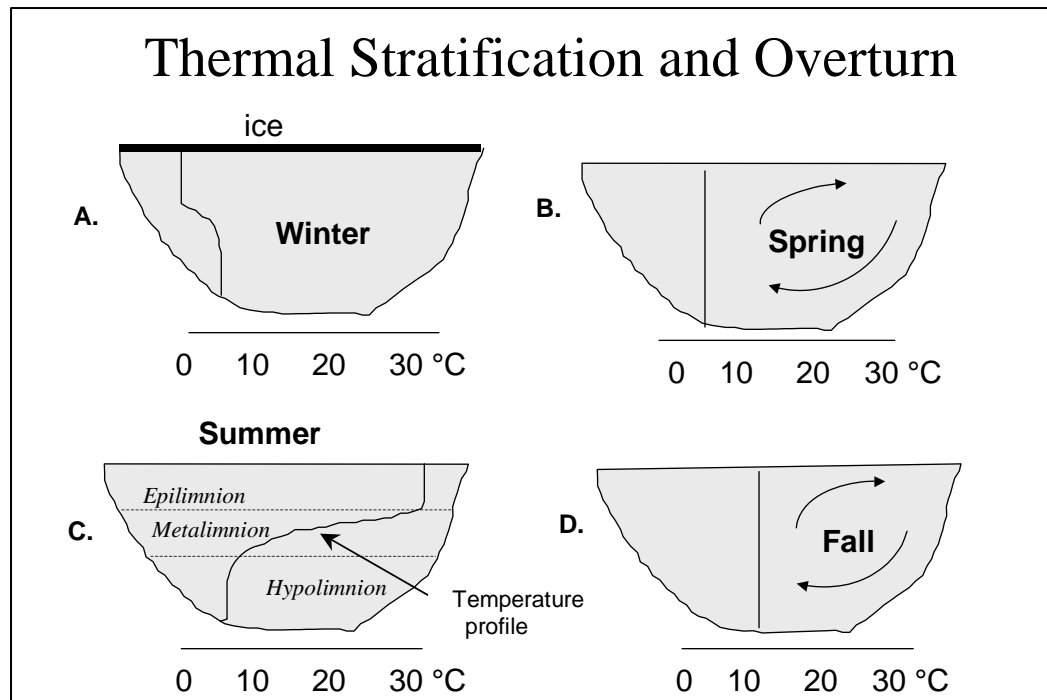 Thermal Stratification and Overturn
ice
A.
Winter
0 10 20 30 °C
B.
Spring
0 10 20 30 °C
Summer
C.
Epilimnion
Metalimnion
Hypolimnion
Temperature
profile
0 10 20 30 °C
D.
Fall
0 10 20 30 °C